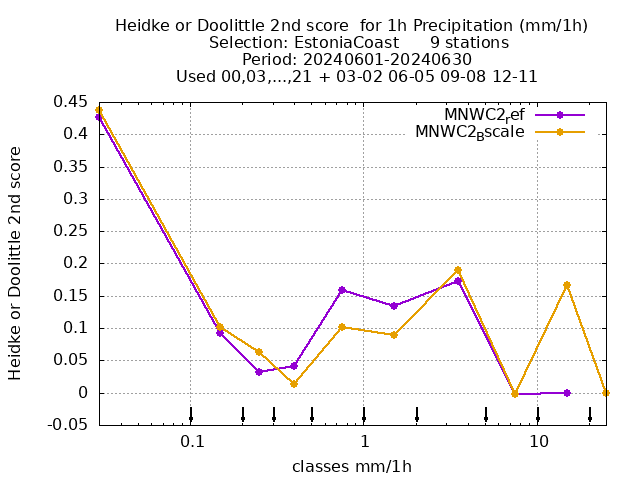 Heidke or Doolittle 2nd score for 1h Precipitation (mm/1h)
Selection: EstoniaCoast 9 stations
Period: 20240601-20240630
Used 00,03,...,21 + 03-02 06-05 09-08 12-11
MNWC2ref
MNWC2Bscale
Heidke or Doolittle 2nd score
0.45
0.4
0.35
0.3
0.25
0.2
0.15
0.1
0.05
0
-0.05
0.1 1 10
classes mm/1h